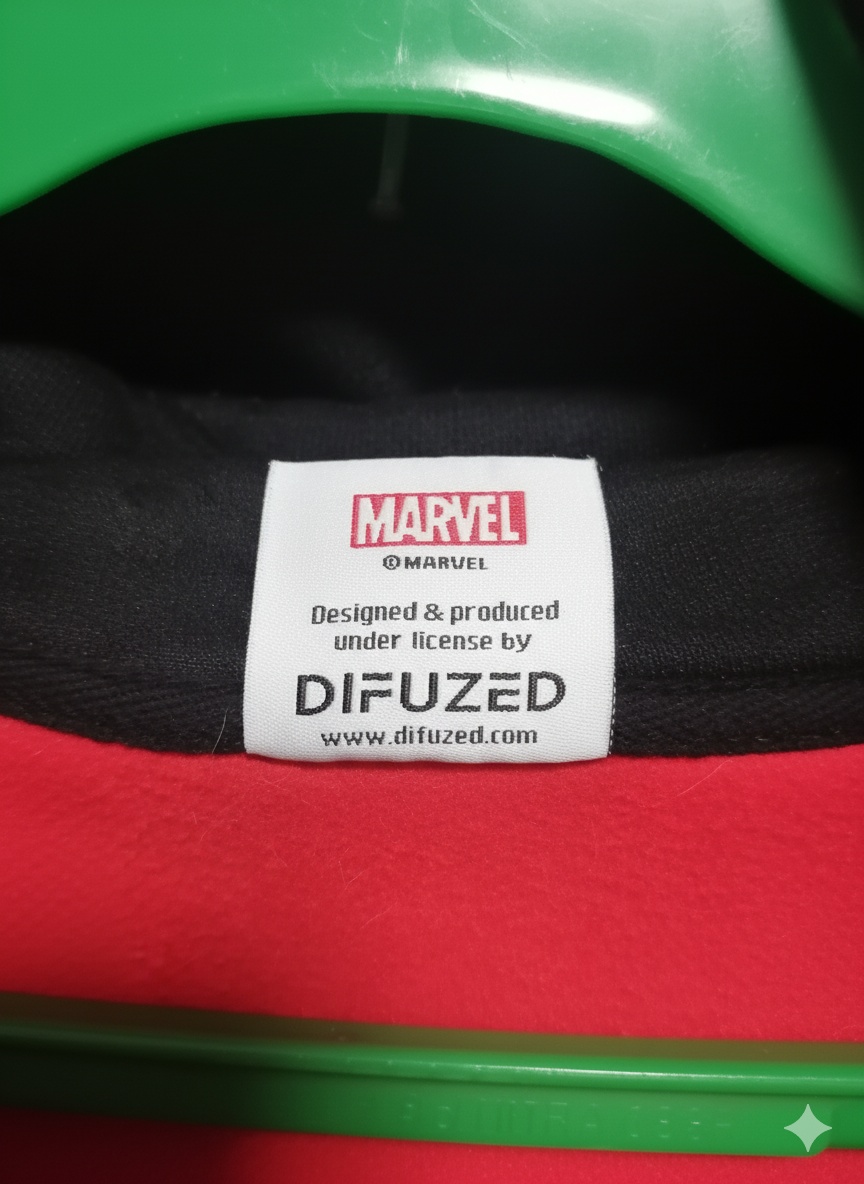 MARVEL
©MARVEL
Designed & produced
under license by
DIFUZED
www.difuzed.com